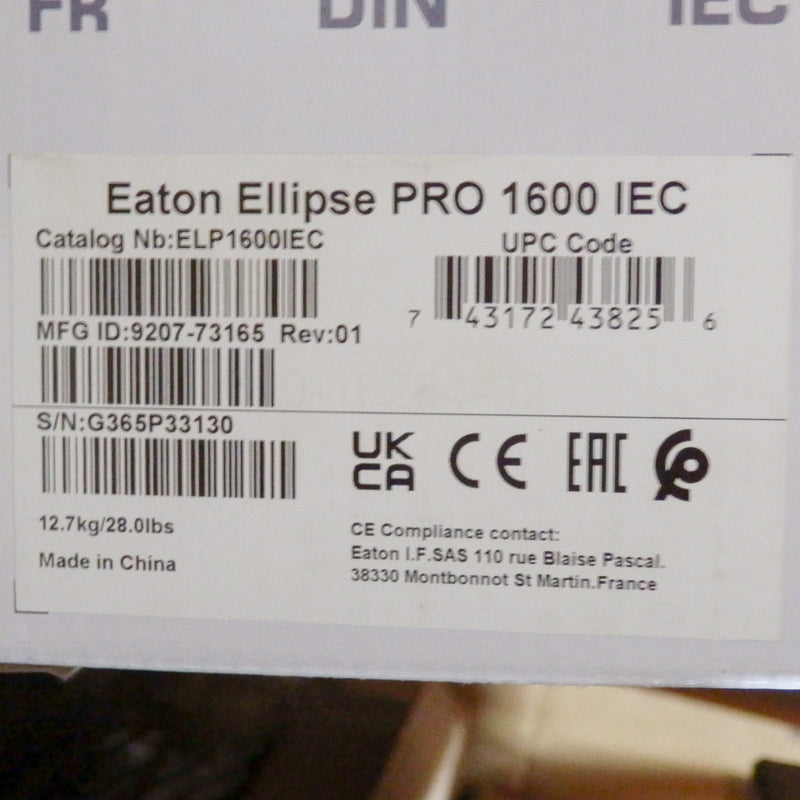 FR DIN IEC
Eaton Ellipse PRO 1600 IEC
Catalog Nb:ELP1600IEC
UPC Code
7 43172 43825 6
MFG ID:9207-73165 Rev:01
S/N:G365P33130
UK
CA
CE
EAC
12.7kg/28.0lbs
Made in China
CE Compliance contact:
Eaton I.F.SAS 110 rue Blaise Pascal.
38330 Montbonnot St Martin.France